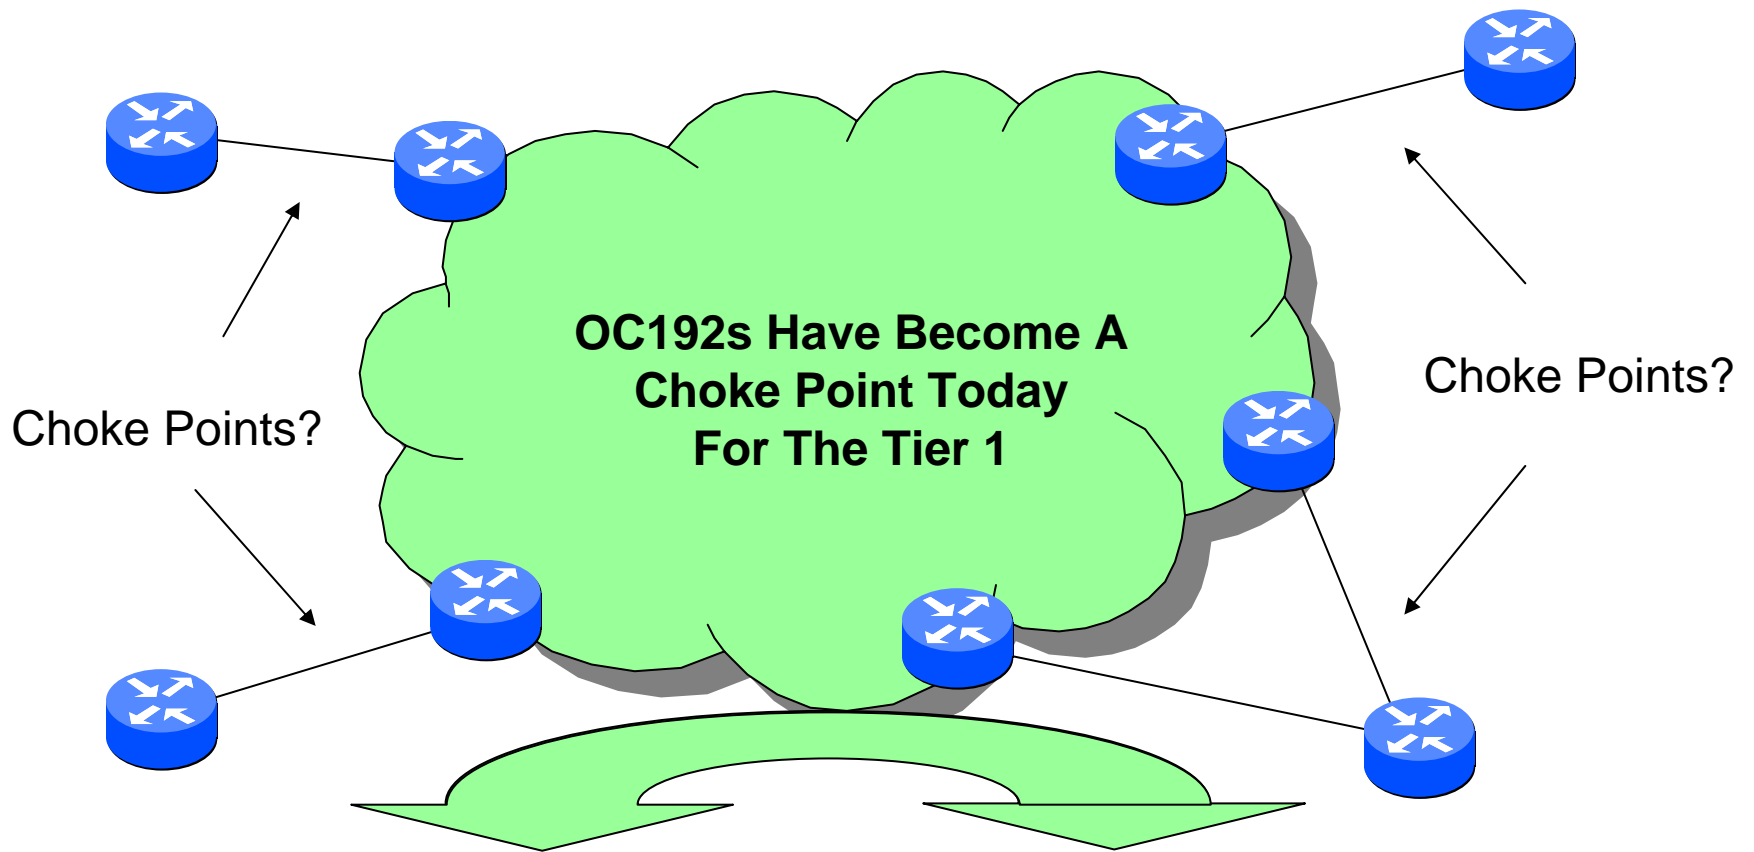 OC192s Have Become A
Choke Point Today
For The Tier 1
Choke Points?
Choke Points?